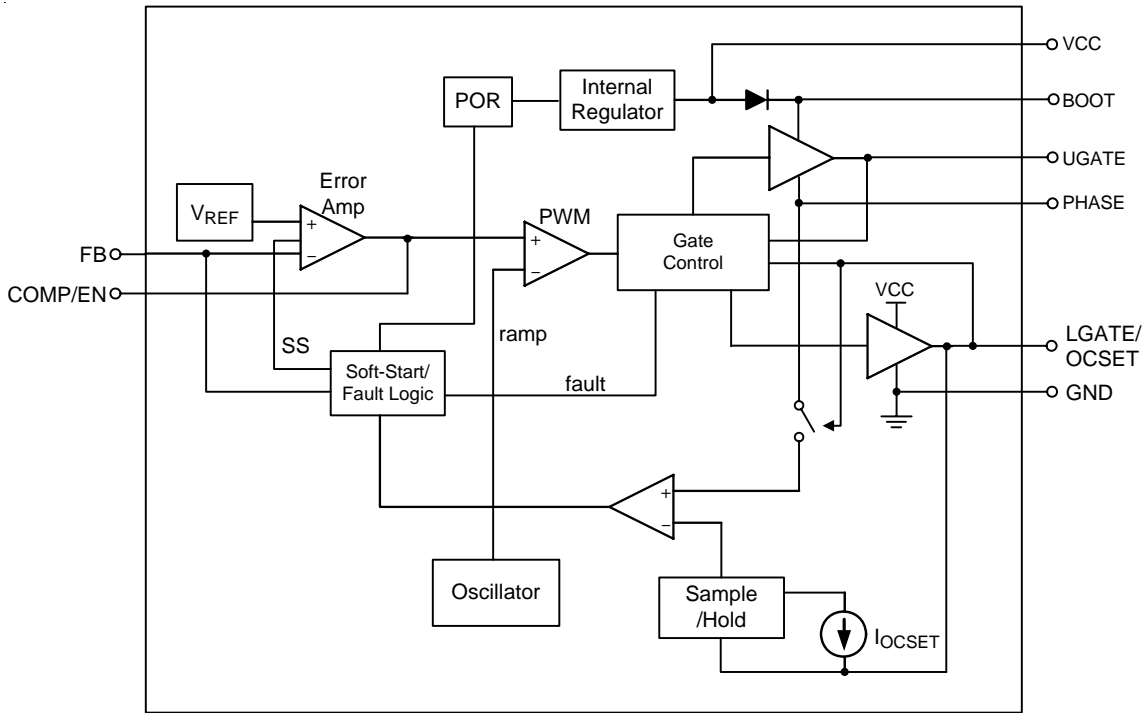 VCC
POR
Internal
Regulator
BOOT
UGATE
VREF
Error
Amp
PWM
Gate
Control
PHASE
FB
COMP/EN
+
−
+
−
VCC
LGATE/
OCSET
SS
ramp
Soft-Start/
Fault Logic
fault
GND
+
−
Oscillator
Sample
/Hold
IOCSET